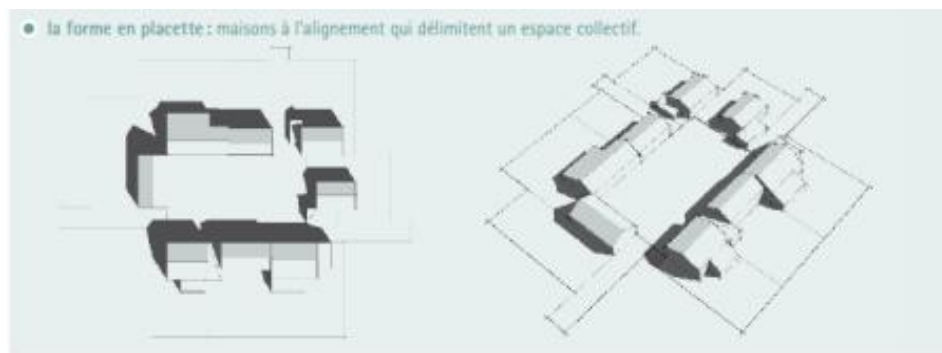 la forme en placette : maisons à l'alignement qui délimitent un espace collectif.